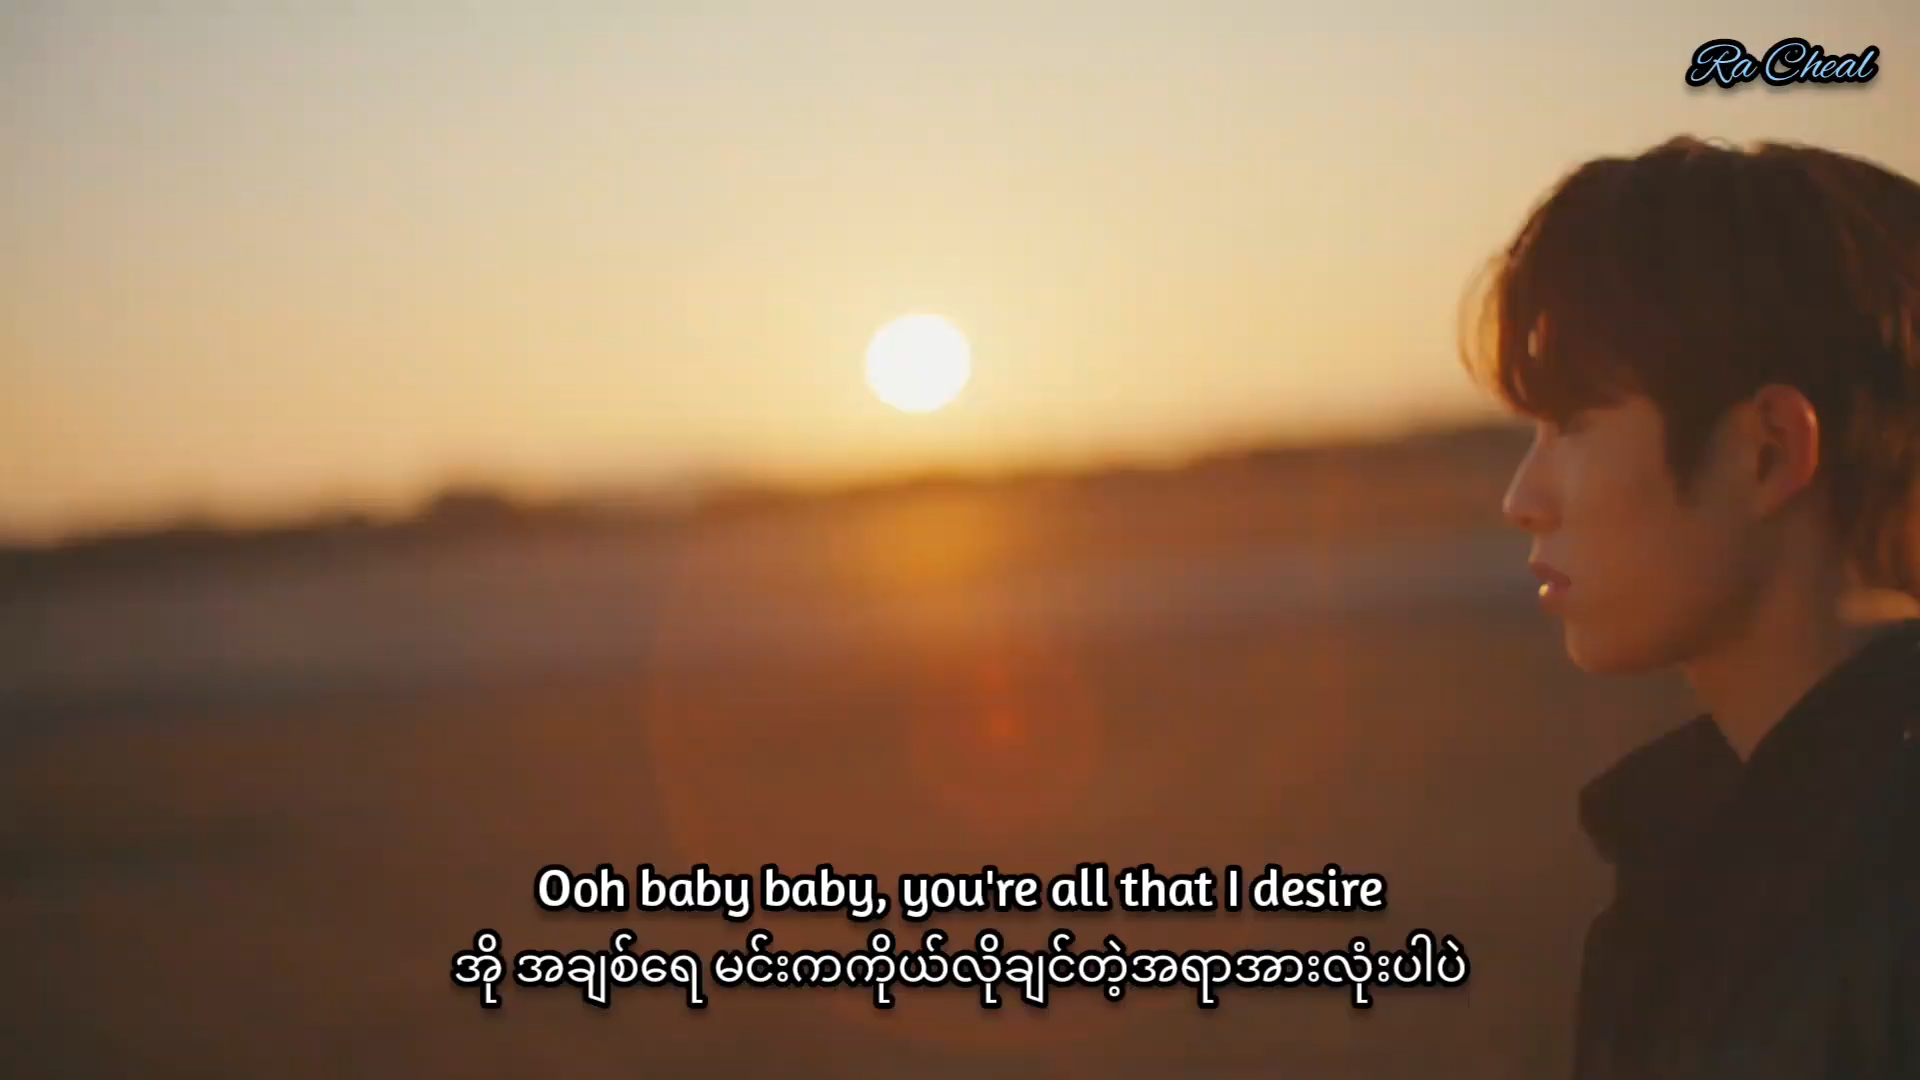 Ra Cheal
Ooh baby baby, you're all that I desire
အို အချစ်ရေ မင်းကကိုယ်လိုချင်တဲ့အရာအားလုံးပါပဲ